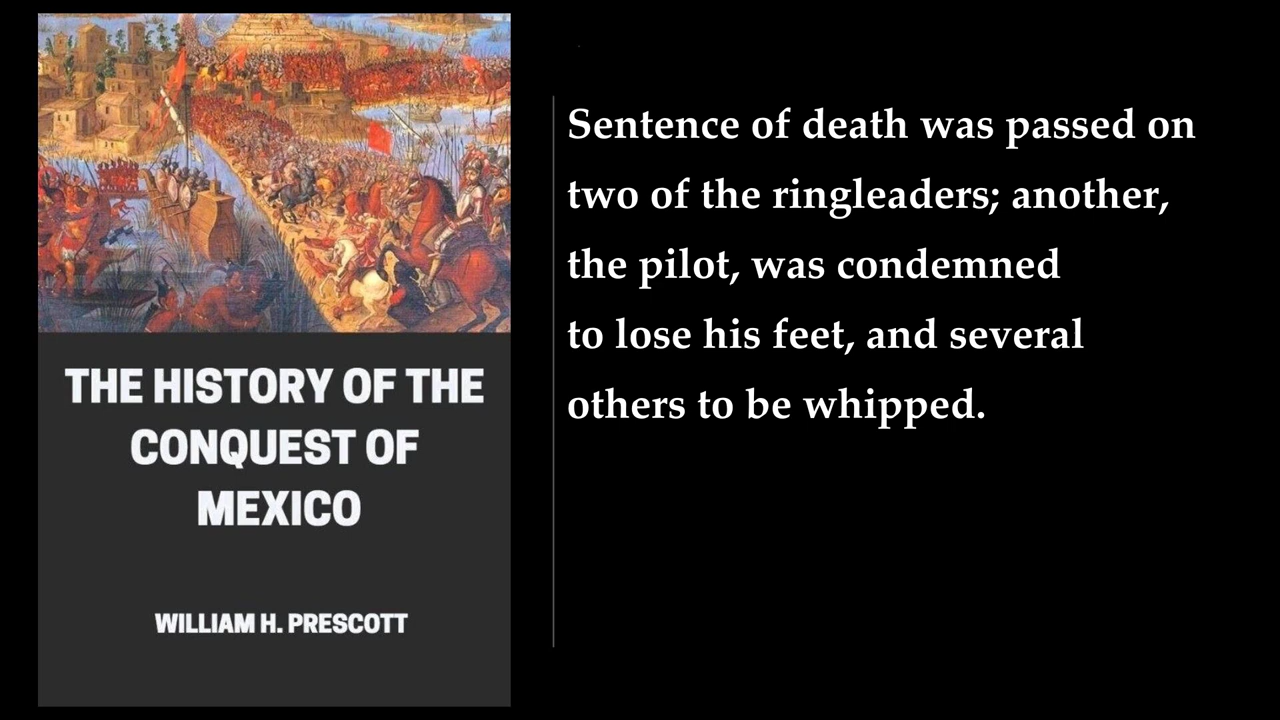 THE HISTORY OF THE
CONQUEST OF
MEXICO
WILLIAM H. PRESCOTT
Sentence of death was passed on
two of the ringleaders; another,
the pilot, was condemned
to lose his feet, and several
others to be whipped.